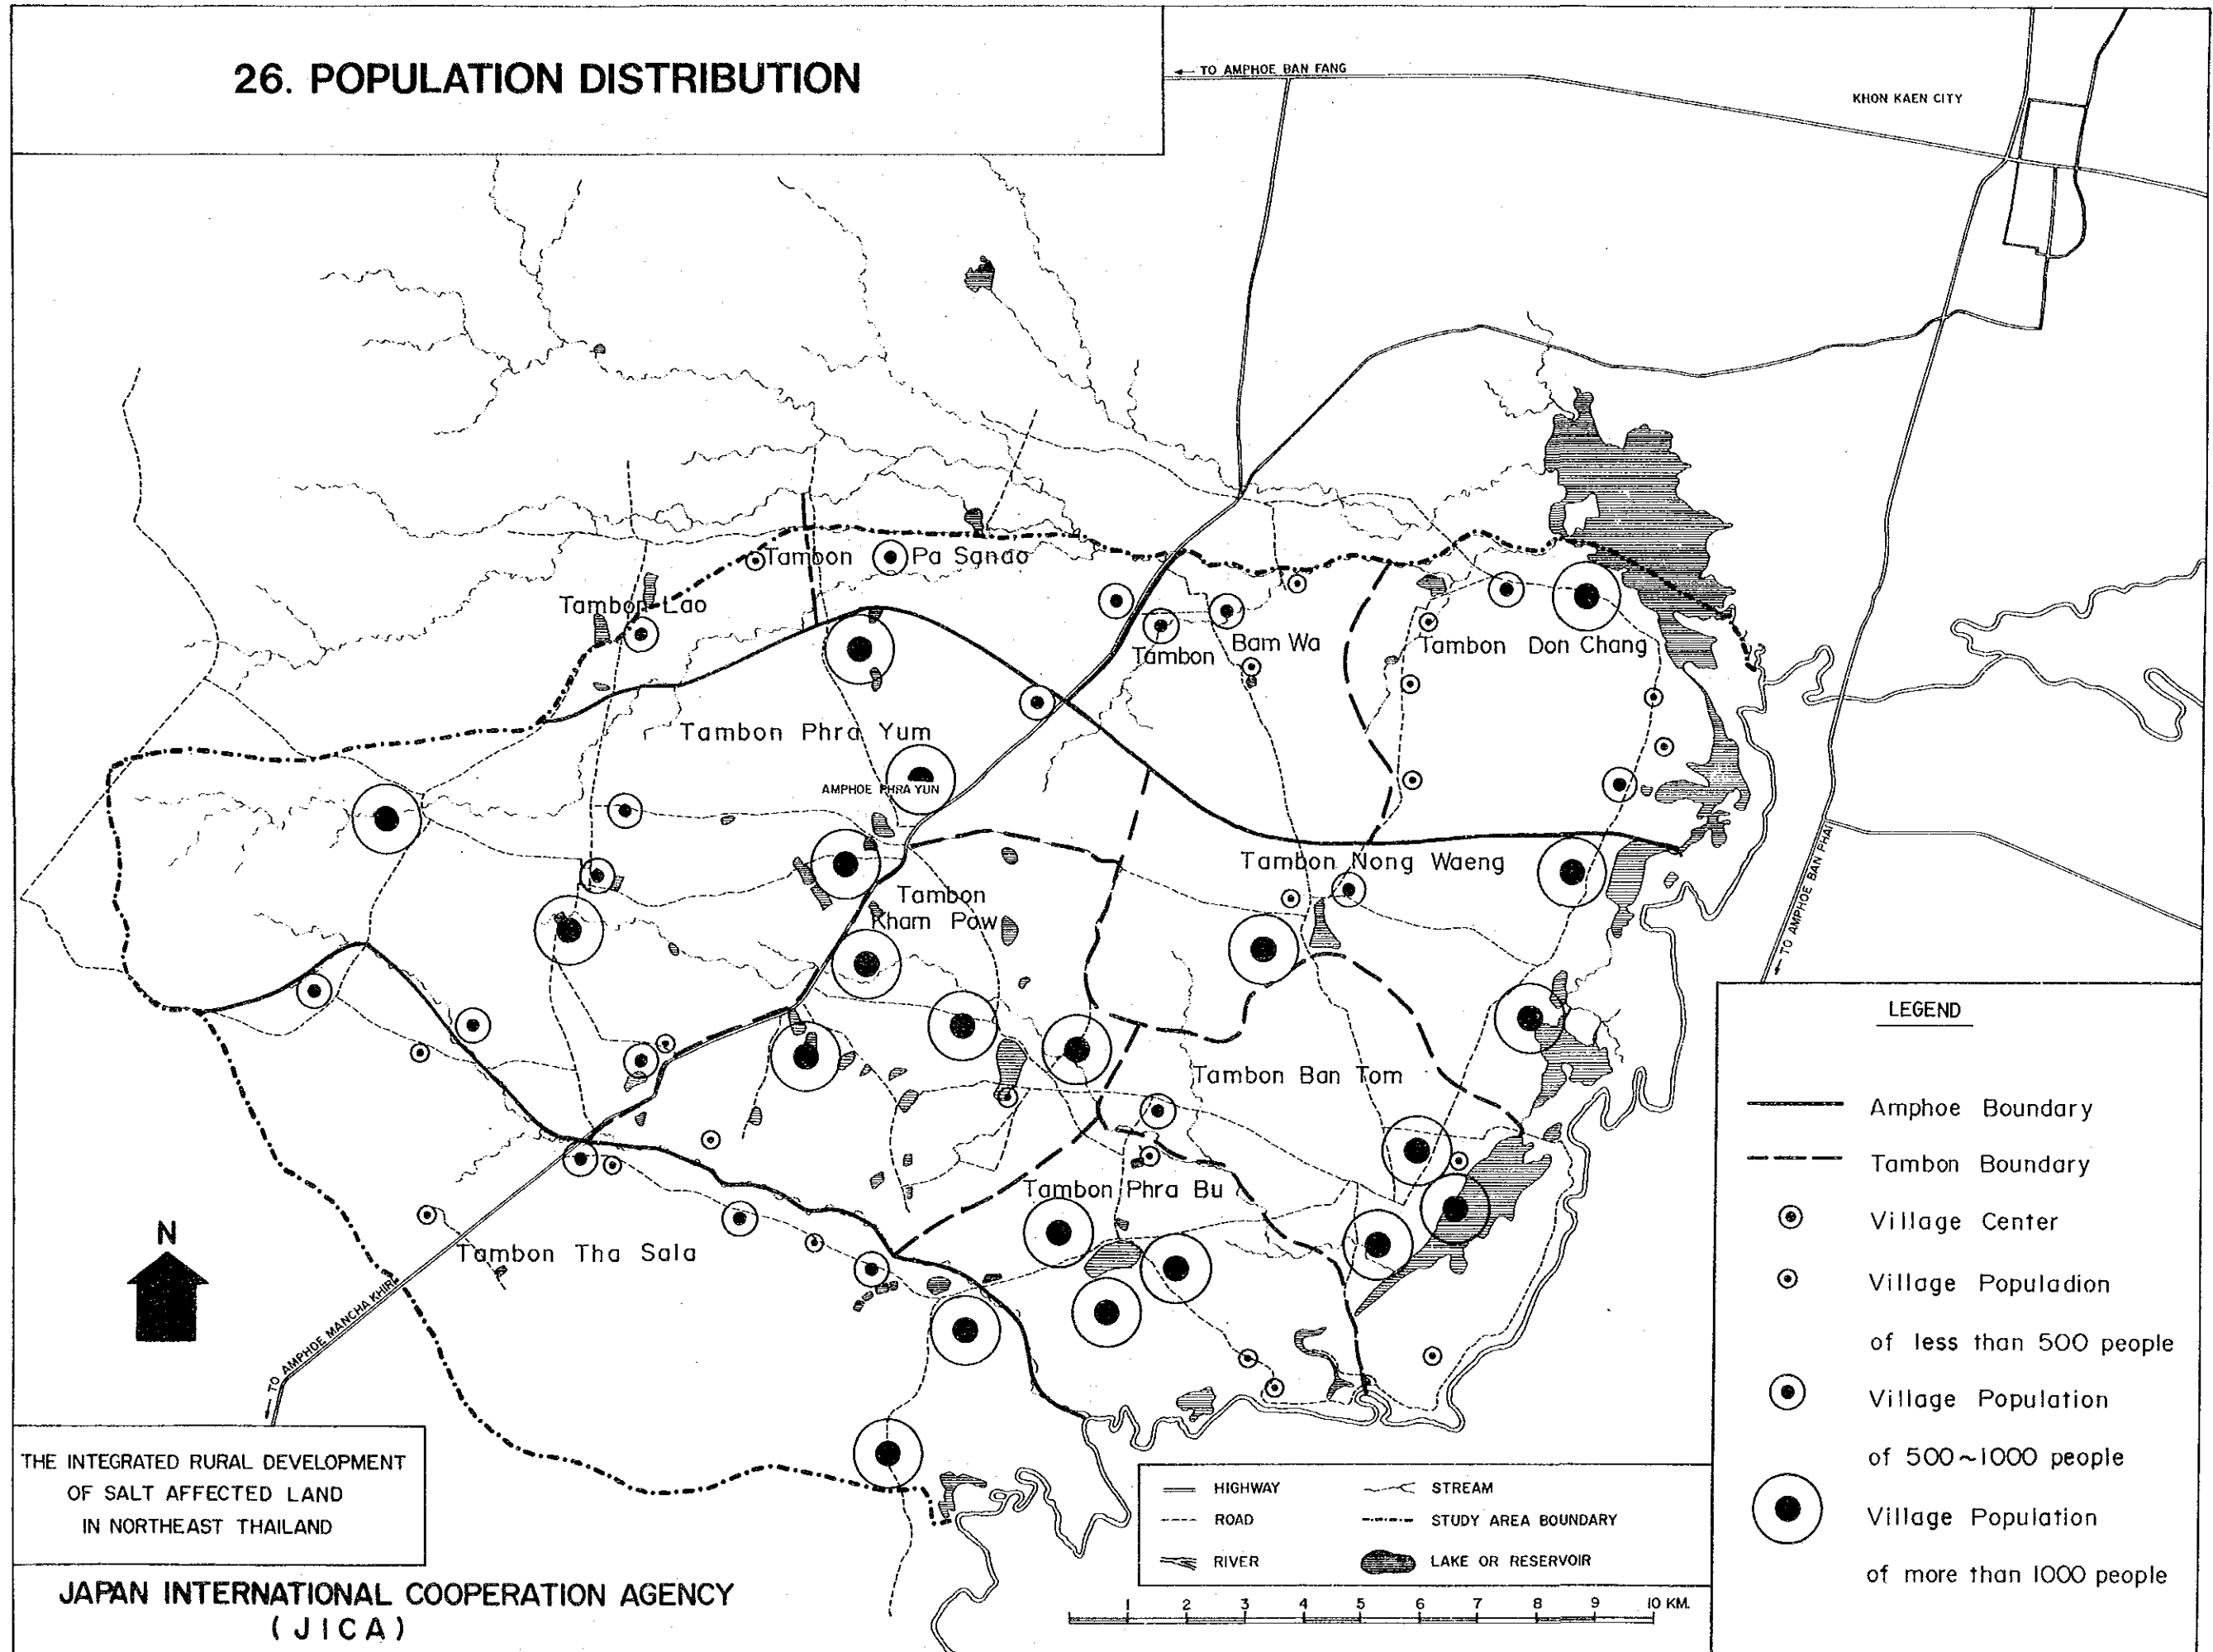 26. POPULATION DISTRIBUTION
← TO AMPHOE BAN FANG
KHON KAEN CITY
Tambon Pa Sando
Tambon Lao
Tambon Bam Wa
Tambon Don Chang
Tambon Phra Yum
AMPHOE PHRA YUN
Tambon Nong Waeng
Tambon
Kham Paw
← TO AMPHOE BAN PHAI
Tambon Ban Tom
Tambon Phra Bu
Tambon Tha Sala
N
← TO AMPHOE MANCHA KHIRI
LEGEND
Amphoe Boundary
Tambon Boundary
Village Center
Village Populadion
of less than 500 people
Village Population
of 500~1000 people
Village Population
of more than 1000 people
HIGHWAY
STREAM
ROAD
STUDY AREA BOUNDARY
RIVER
LAKE OR RESERVOIR
1 2 3 4 5 6 7 8 9 10 KM.
THE INTEGRATED RURAL DEVELOPMENT
OF SALT AFFECTED LAND
IN NORTHEAST THAILAND
JAPAN INTERNATIONAL COOPERATION AGENCY
(JICA)